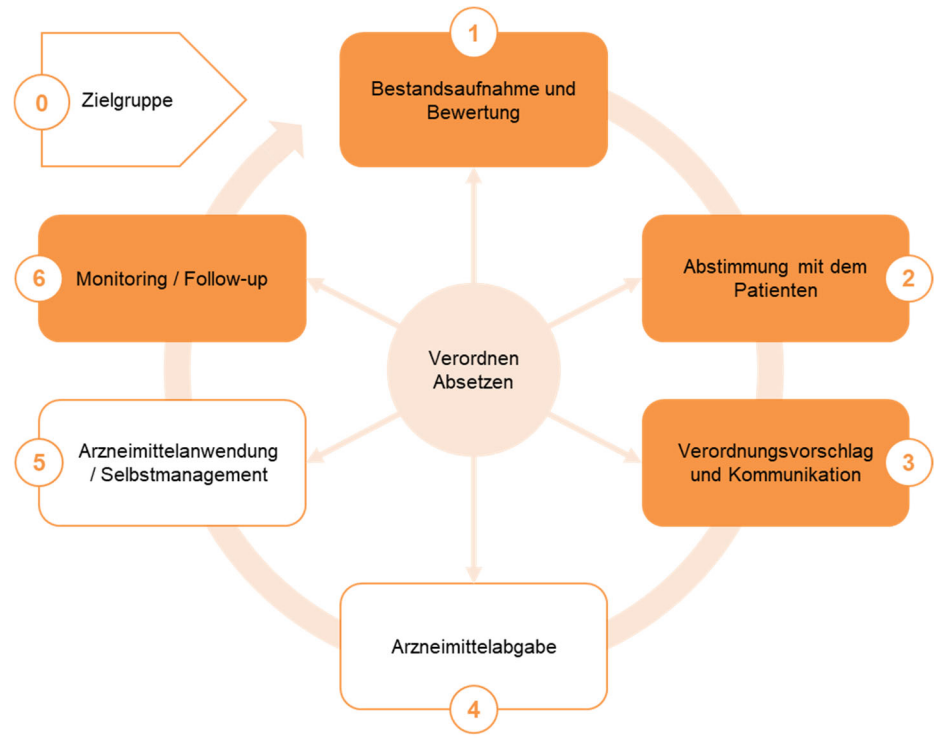 0
Zielgruppe
1
Bestandsaufnahme und
Bewertung
2
Abstimmung mit dem
Patienten
3
Verordnungsvorschlag
und Kommunikation
4
Arzneimittelabgabe
5
Arzneimittelanwendung
/ Selbstmanagement
6
Monitoring / Follow-up
Verordnen
Absetzen